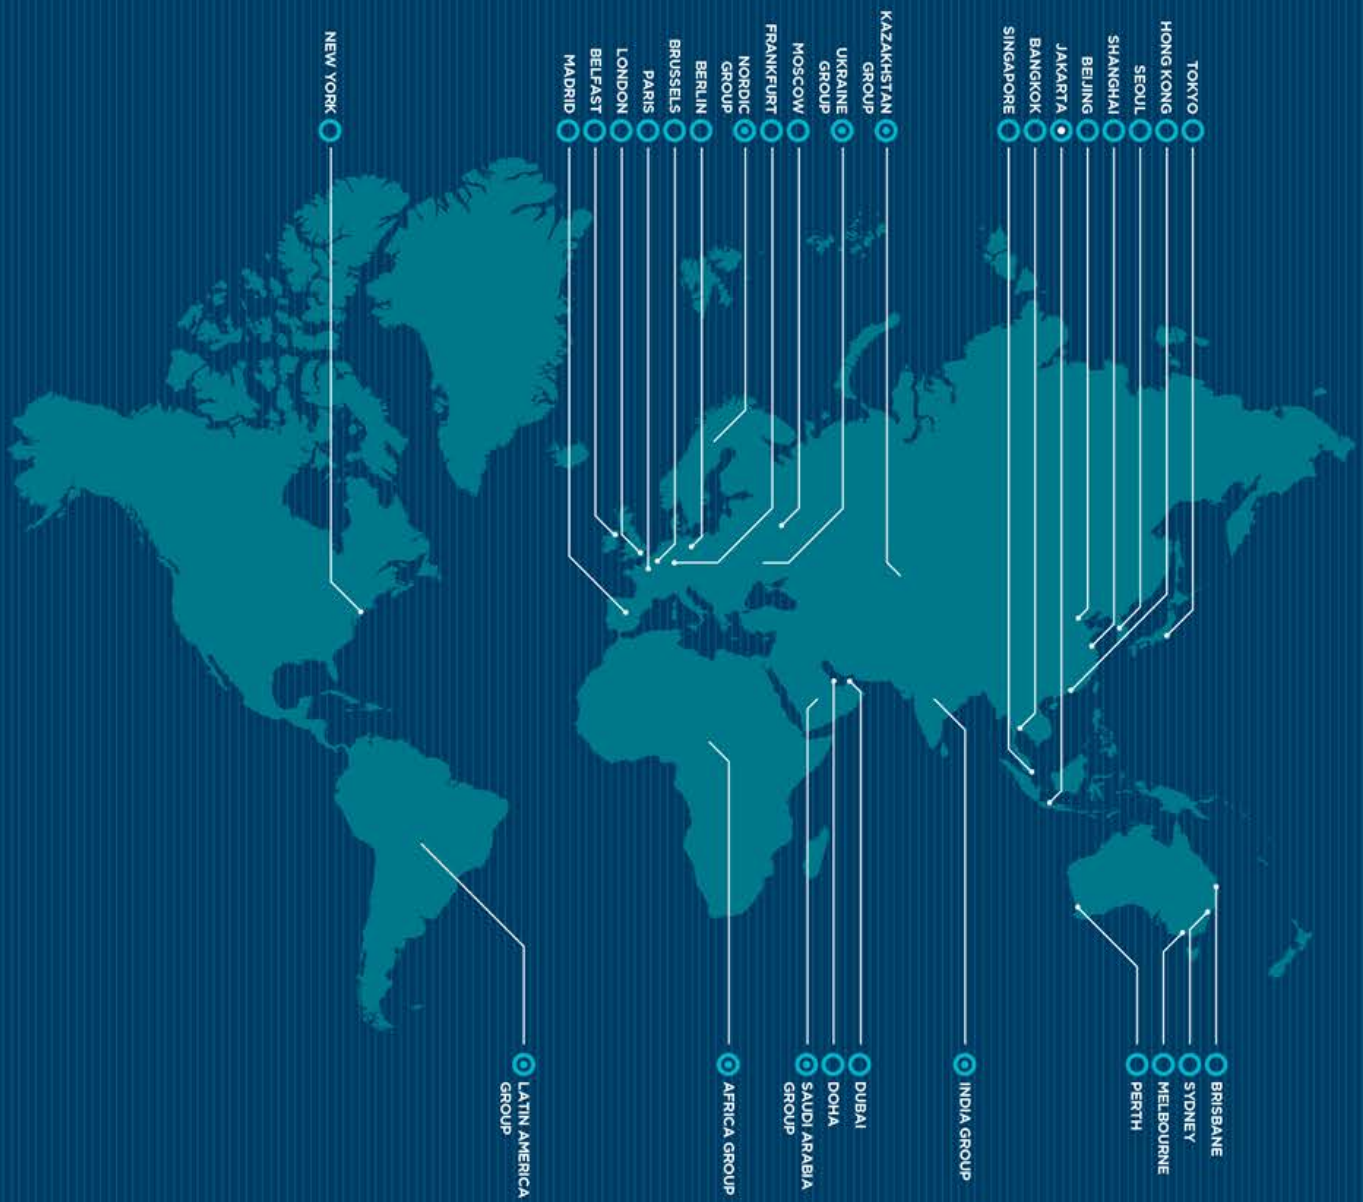 NEW YORK
MADRID
BELFAST
LONDON
PARIS
BRUSSELS
BERLIN
NORDIC
GROUP
FRANKFURT
MOSCOW
UKRAINE
GROUP
KAZAKHSTAN
GROUP
SINGAPORE
BANGKOK
JAKARTA
BEIJING
SHANGHAI
SEOUL
HONG KONG
TOKYO
LATIN AMERICA
GROUP
AFRICA GROUP
SAUDI ARABIA
GROUP
DOHA
DUBAI
INDIA GROUP
PERTH
MELBOURNE
SYDNEY
BRISBANE